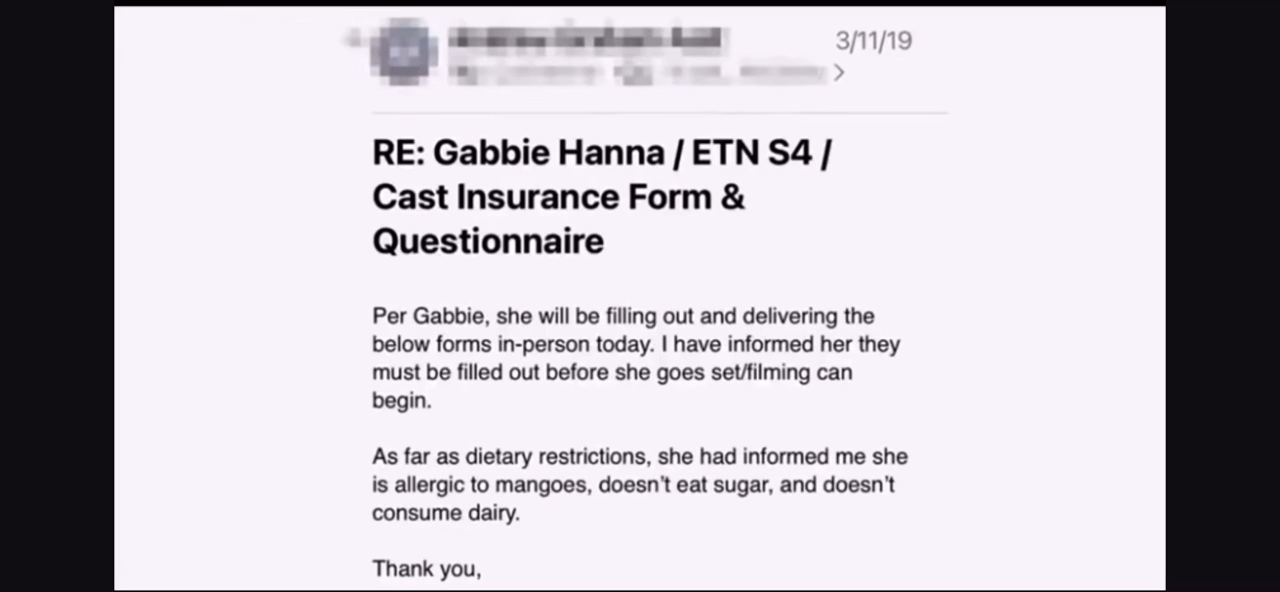 3/11/19
RE: Gabbie Hanna / ETN S4 /
Cast Insurance Form &
Questionnaire
Per Gabbie, she will be filling out and delivering the
below forms in-person today. I have informed her they
must be filled out before she goes set/filming can
begin.
As far as dietary restrictions, she had informed me she
is allergic to mangoes, doesn't eat sugar, and doesn't
consume dairy.
Thank you,